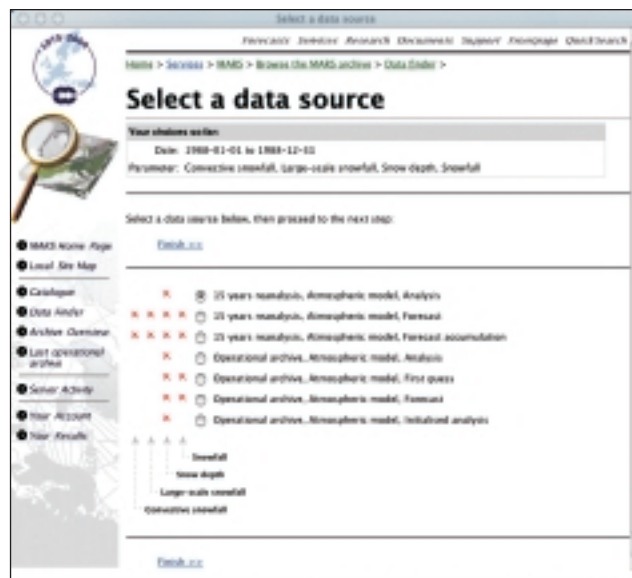 Select a data source
Forecasts Services Research Documents Support Frontpage QuickSearch
Home > Services > MARS > Browse the MARS archive > Data finder >
Select a data source
Your choices so far:
Date: 1988-01-01 to 1988-12-31
Parameter: Convective snowfall, Large-scale snowfall, Snow depth, Snowfall
Select a data source below, then proceed to the next step:
Finish >>
MARS Home Page
Local Site Map
Catalogue
Data Finder
Archive Overview
Last operational
archive
Server Activity
Your Account
Your Results
15 years reanalysis, Atmospheric model, Analysis
15 years reanalysis, Atmospheric model, Forecast
15 years reanalysis, Atmospheric model, Forecast accumulation
Operational archive, Atmospheric model, Analysis
Operational archive, Atmospheric model, First guess
Operational archive, Atmospheric model, Forecast
Operational archive, Atmospheric model, Initialised analysis
Snowfall
Snow depth
Large-scale snowfall
Convective snowfall
Finish >>